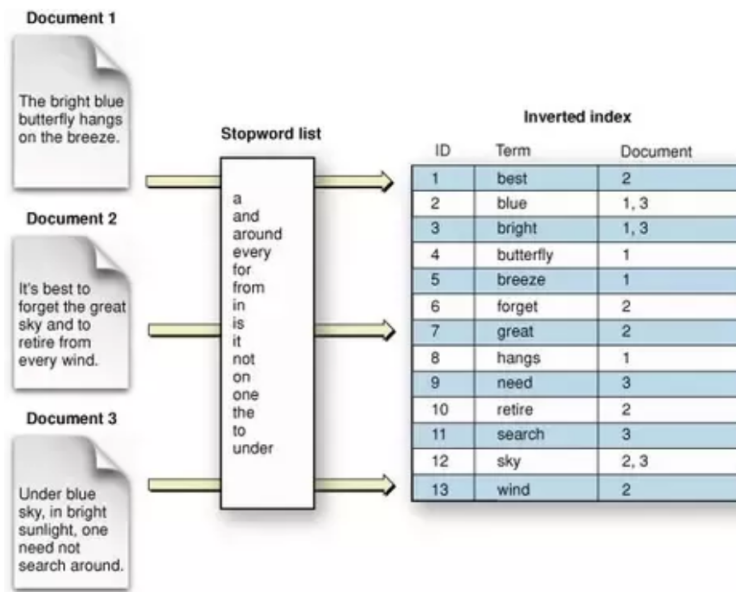 Document 1
The bright blue
butterfly hangs
on the breeze.
Document 2
It's best to
forget the great
sky and to
retire from
every wind.
Document 3
Under blue
sky, in bright
sunlight, one
need not
search around.
Stopword list
a
and
around
every
for
from
in
is
it
not
on
one
the
to
under
Inverted index
ID Term Document
1 best 2
2 blue 1, 3
3 bright 1, 3
4 butterfly 1
5 breeze 1
6 forget 2
7 great 2
8 hangs 1
9 need 3
10 retire 2
11 search 3
12 sky 2, 3
13 wind 2